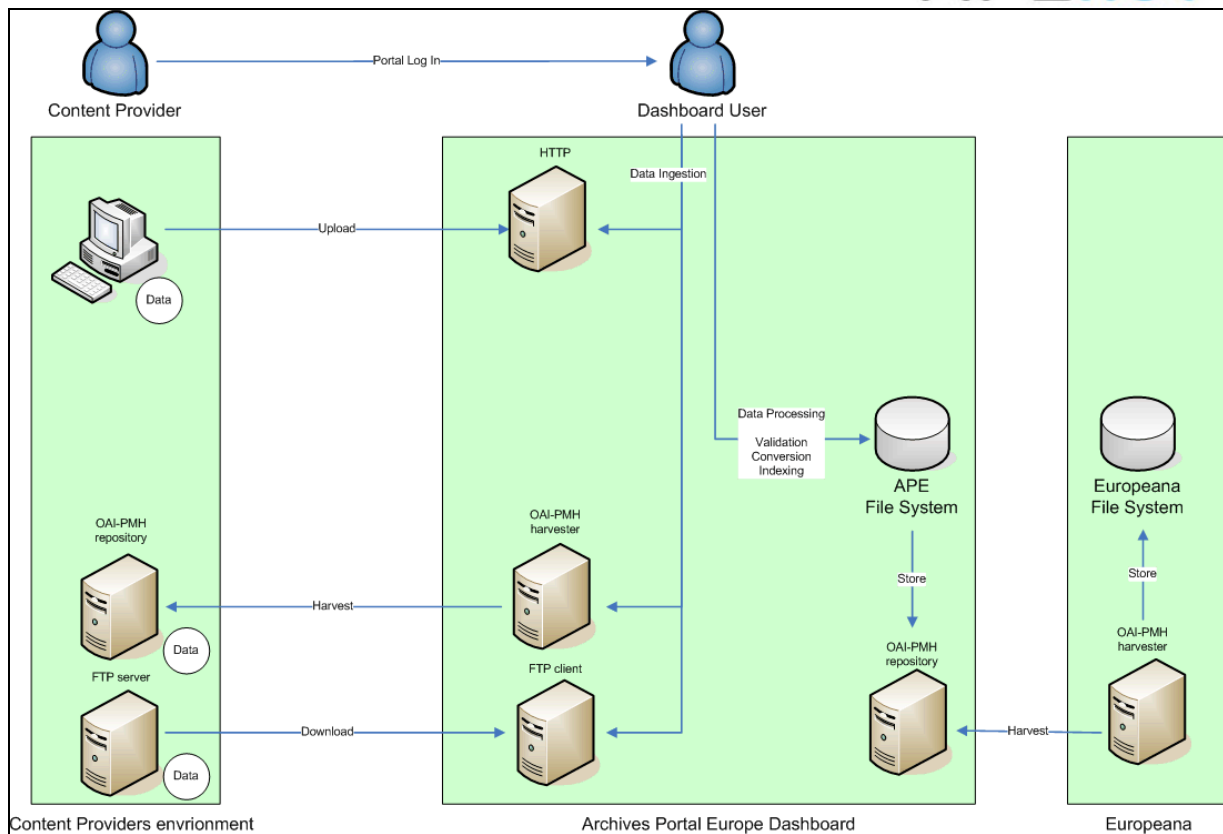 Portal Log In
Content Provider
Dashboard User
HTTP
Data Ingestion
Upload
Data
Data Processing
Validation
Conversion
Indexing
APE
File System
Europeana
File System
OAI-PMH
repository
OAI-PMH
harvester
Harvest
Store
Store
Data
OAI-PMH
repository
OAI-PMH
harvester
FTP server
FTP client
Download
Harvest
Data
Content Providers envrionment
Archives Portal Europe Dashboard
Europeana